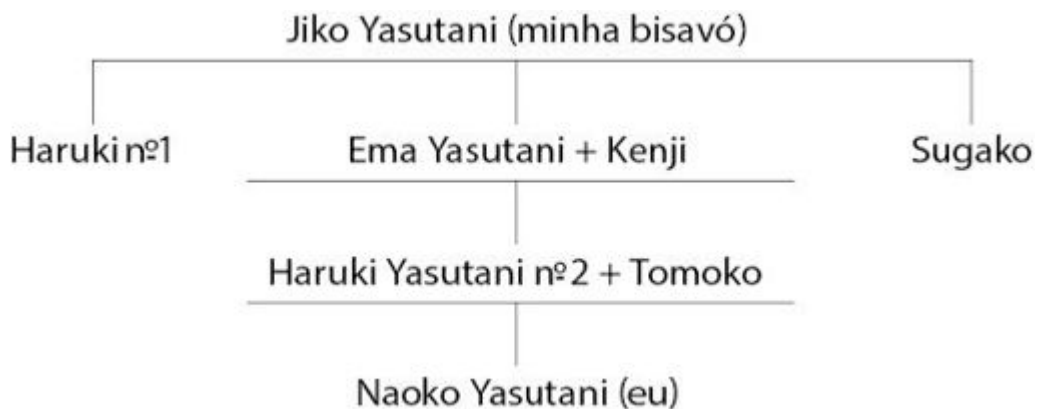 Jiko Yasutani (minha bisavó)
Haruki nº1 Ema Yasutani + Kenji Sugako
Haruki Yasutani nº2 + Tomoko
Naoko Yasutani (eu)